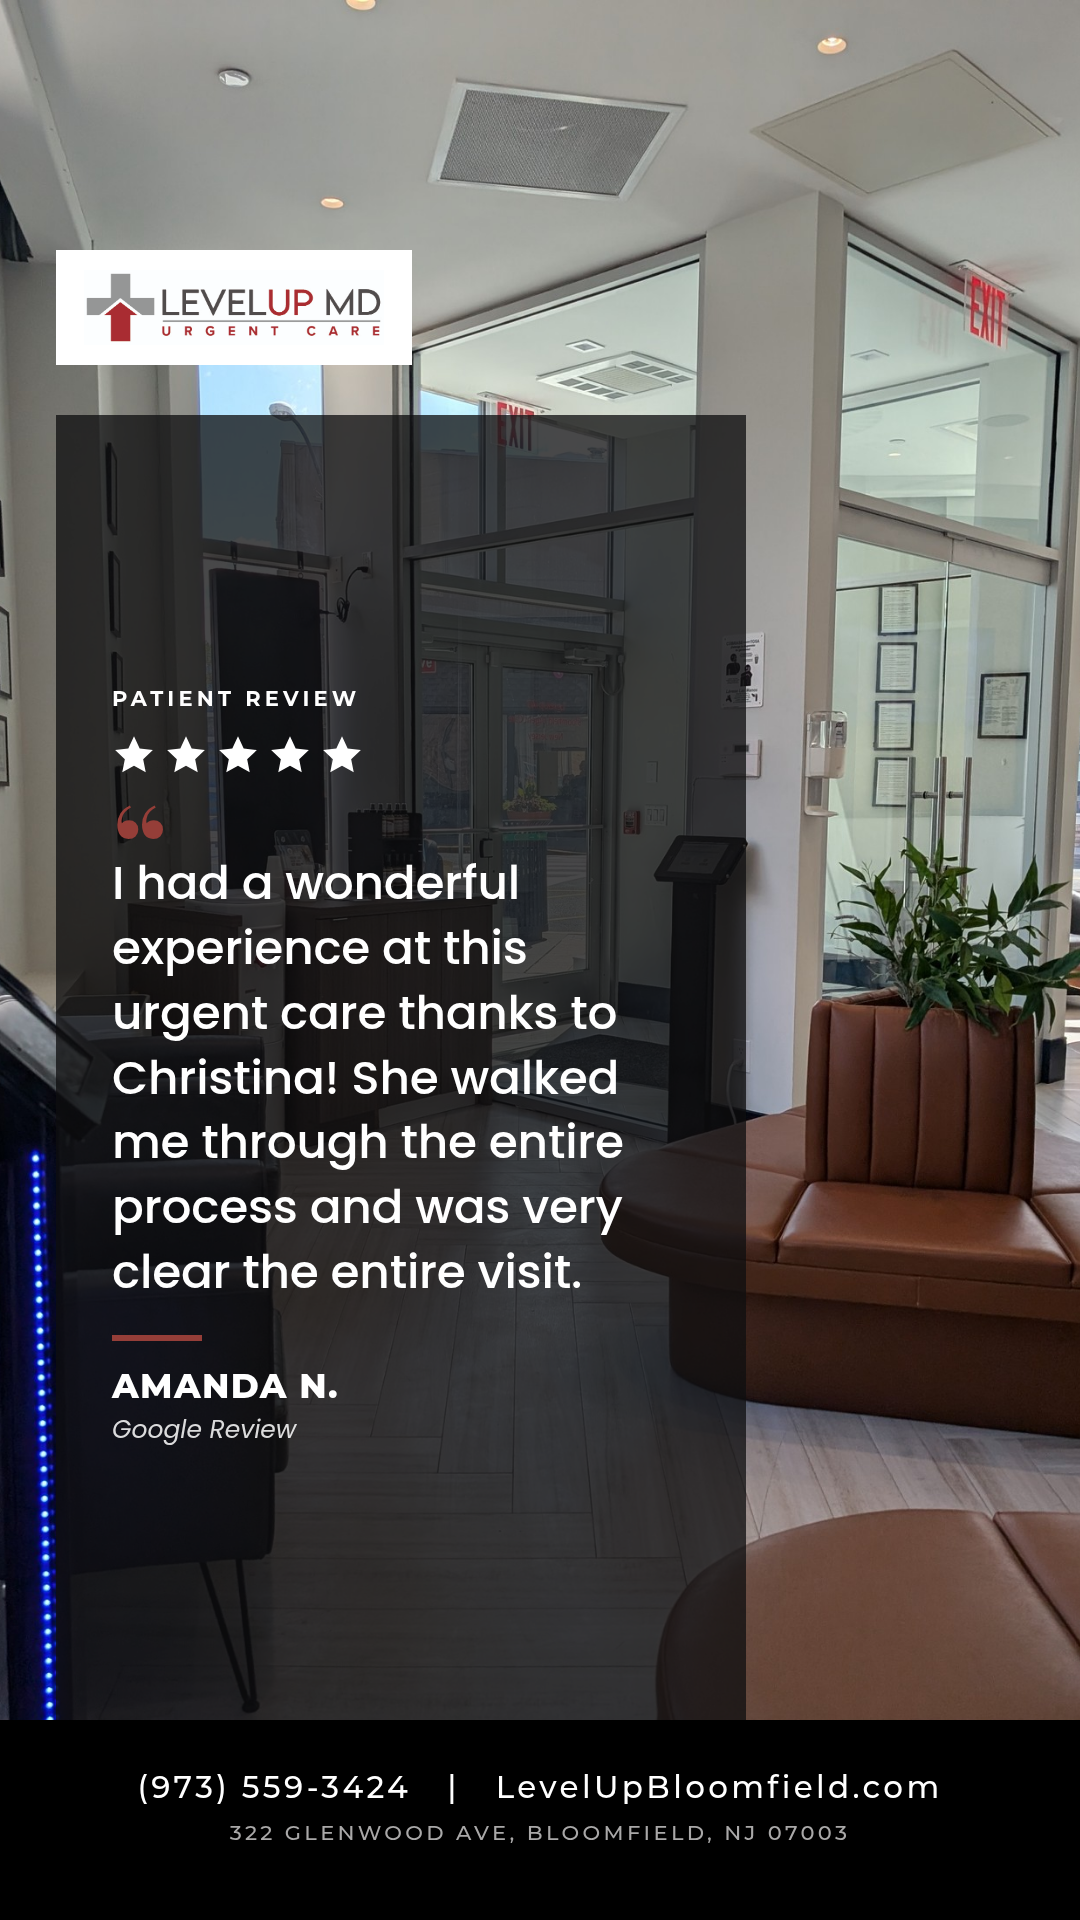 LEVELUP MD
URGENT CARE
EXIT
EXIT
PATIENT REVIEW
I had a wonderful
experience at this
urgent care thanks to
Christina! She walked
me through the entire
process and was very
clear the entire visit.
AMANDA N.
Google Review
(973) 559-3424 | LevelUpBloomfield.com
322 GLENWOOD AVE, BLOOMFIELD, NJ 07003